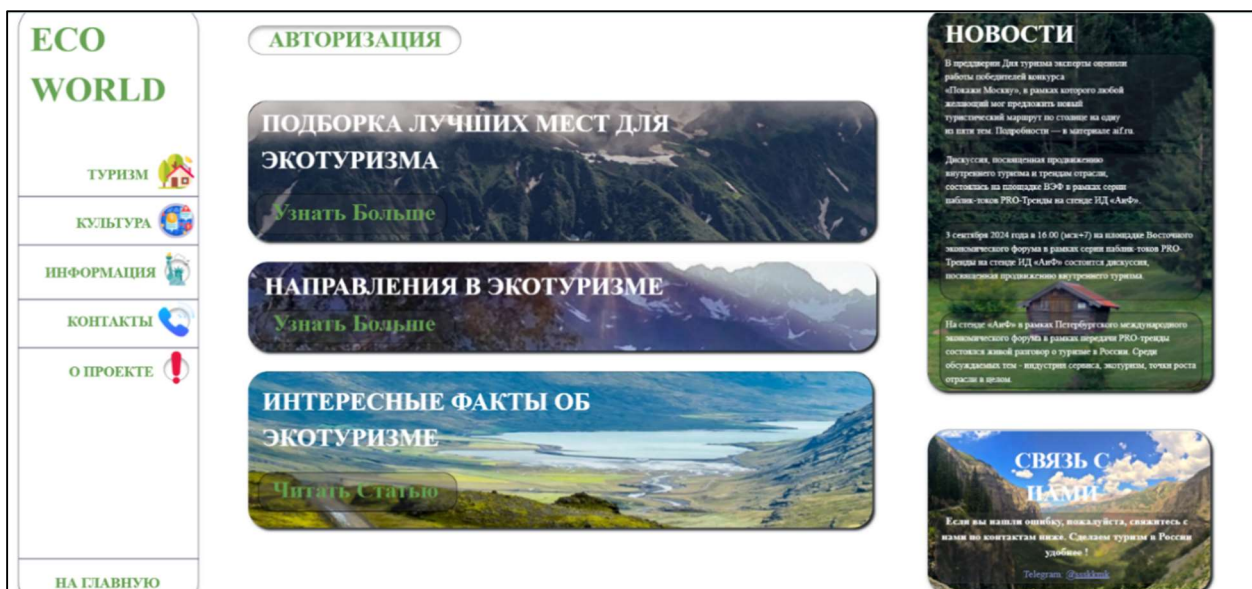 ECO
WORLD
ТУРИЗМ
КУЛЬТУРА
ИНФОРМАЦИЯ
КОНТАКТЫ
О ПРОЕКТЕ
НА ГЛАВНУЮ
АВТОРИЗАЦИЯ
ПОДБОРКА ЛУЧШИХ МЕСТ ДЛЯ
ЭКОТУРИЗМА
Узнать Больше
НАПРАВЛЕНИЯ В ЭКОТУРИЗМЕ
Узнать Больше
ИНТЕРЕСНЫЕ ФАКТЫ ОБ
ЭКОТУРИЗМЕ
Читать Статью
НОВОСТИ
В преддверии Дня туризма эксперты оценили
работы победителей конкурса
«Покажи Москву», в рамках которого любой
желающий мог предложить новый
туристический маршрут по столице на одну
из пяти тем. Подробности — в материале aif.ru.
Дискуссия, посвященная продвижению
внутреннего туризма и трендам отрасли,
состоялась на площадке ВЭФ в рамках серии
паблик-токов PRO-Тренды на стенде ИД «АиФ».
3 сентября 2024 года в 16.00 (мск+7) на площадке Восточного
экономического форума в рамках серии паблик-токов PRO-
Тренды на стенде ИД «АиФ» состоится дискуссия,
посвященная продвижению внутреннего туризма.
На стенде «АиФ» в рамках Петербургского международного
экономического форума в рамках передачи PRO-тренды
состоялся живой разговор о туризме в России. Среди
обсуждаемых тем - индустрия сервиса, экотуризм, точки роста
отрасли в целом.
СВЯЗЬ С
НАМИ
Если вы нашли ошибку, пожалуйста, свяжитесь с
нами по контактам ниже. Сделаем туризм в России
удобнее !
Telegram: